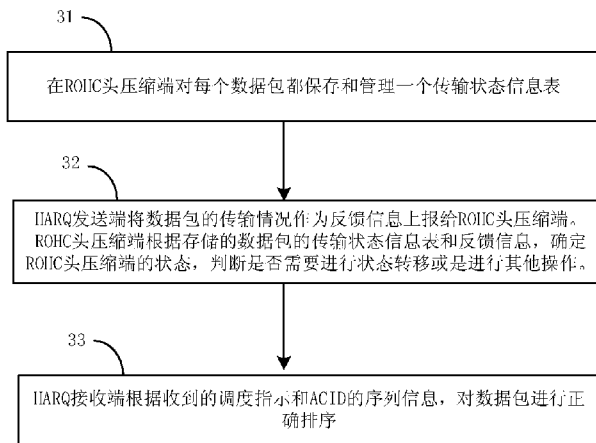 31
在ROHC头压缩端对每个数据包都保存和管理一个传输状态信息表
32
HARQ发送端将数据包的传输情况作为反馈信息上报给ROHC头压缩端。
ROHC头压缩端根据存储的数据包的传输状态信息表和反馈信息，确定
ROHC头压缩端的状态，判断是否需要进行状态转移或是进行其他操作。
33
HARQ接收端根据收到的调度指示和ACID的序列信息，对数据包进行正
确排序